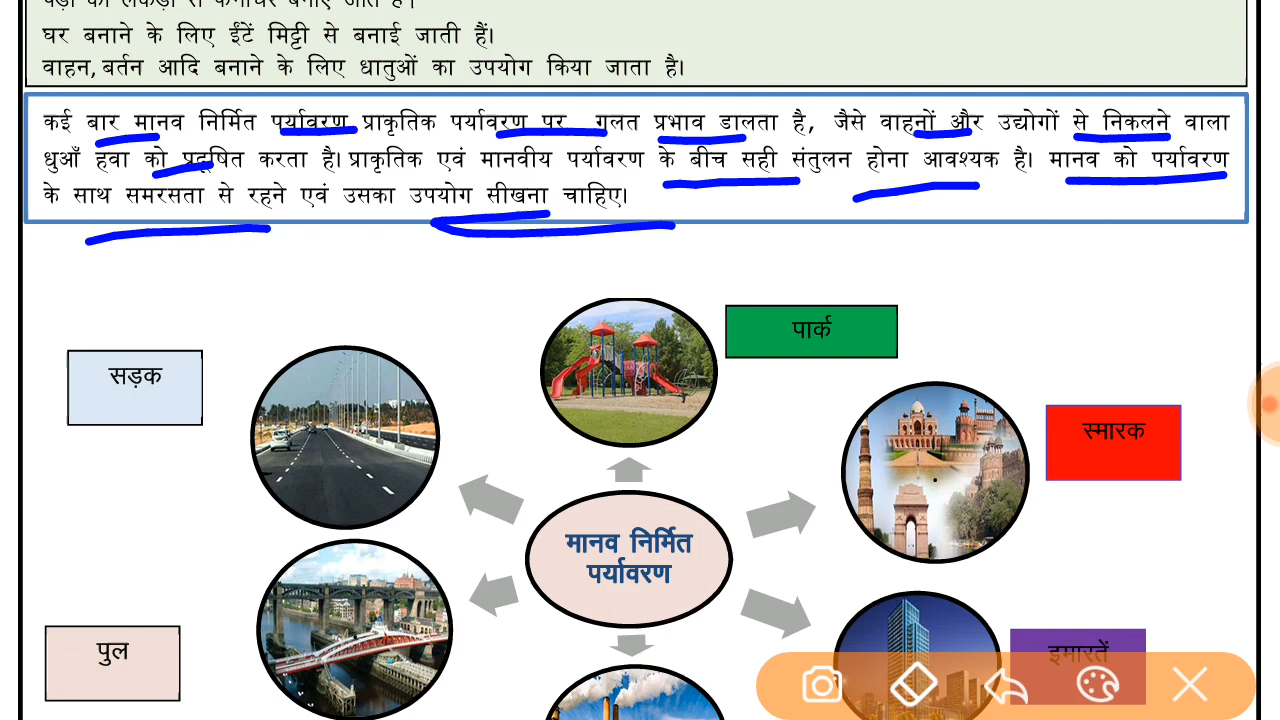 घर बनाने के लिए ईंटें मिट्टी से बनाई जाती हैं।
वाहन,बर्तन आदि बनाने के लिए धातुओं का उपयोग किया जाता है।
कई बार मानव निर्मित पर्यावरण प्राकृतिक पर्यावरण पर गलत प्रभाव डालता है, जैसे वाहनों और उद्योगों से निकलने वाला
धुआँ हवा को प्रदूषित करता है। प्राकृतिक एवं मानवीय पर्यावरण के बीच सही संतुलन होना आवश्यक है। मानव को पर्यावरण
के साथ समरसता से रहने एवं उसका उपयोग सीखना चाहिए।
पार्क
सड़क
स्मारक
मानव निर्मित
पर्यावरण
पुल
इमारतें